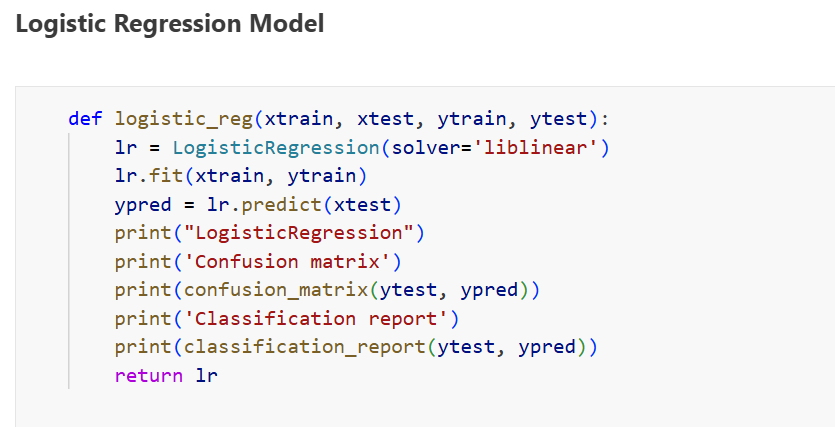 Logistic Regression Model
def logistic_reg(xtrain, xtest, ytrain, ytest):
    lr = LogisticRegression(solver='liblinear')
    lr.fit(xtrain, ytrain)
    ypred = lr.predict(xtest)
    print("LogisticRegression")
    print('Confusion matrix')
    print(confusion_matrix(ytest, ypred))
    print('Classification report')
    print(classification_report(ytest, ypred))
    return lr